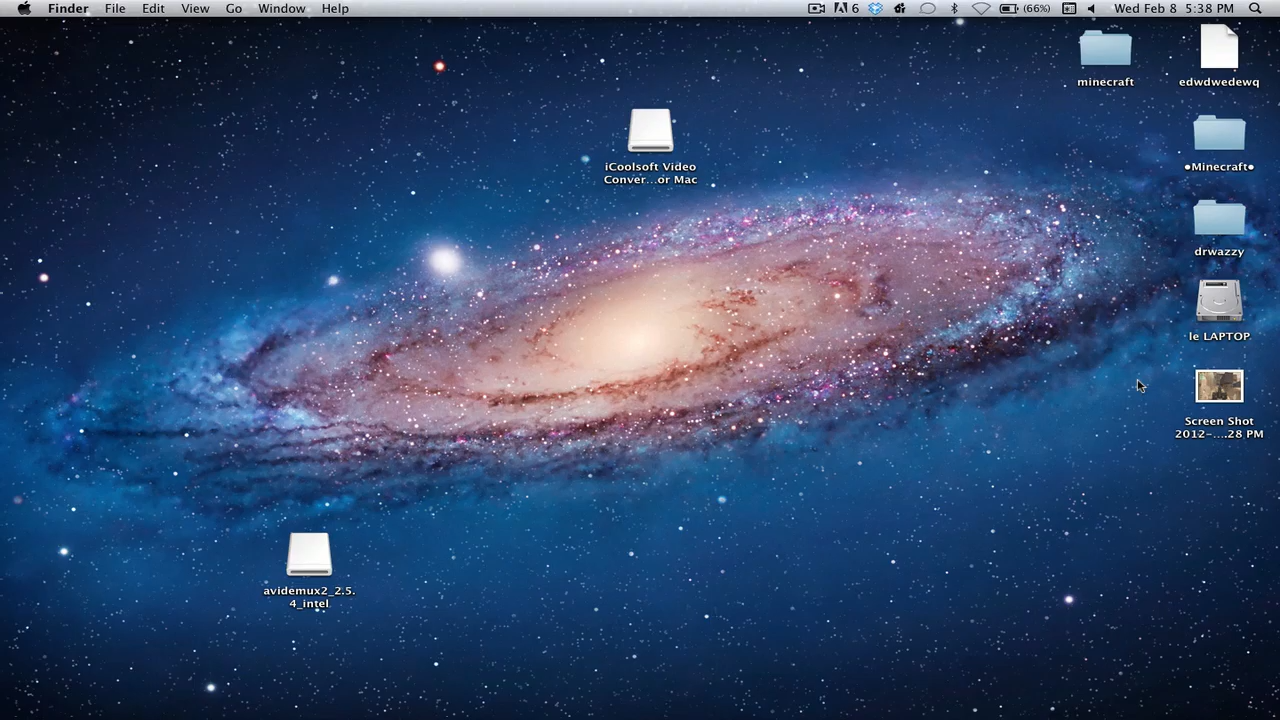 Finder File Edit View Go Window Help 6 (66%) Wed Feb 8 5:38 PM
minecraft
edwdwedewq
iCoolsoft Video
Conver...or Mac
•Minecraft•
drwazzy
le LAPTOP
Screen Shot
2012-....28 PM
avidemux2_2.5.
4_intel